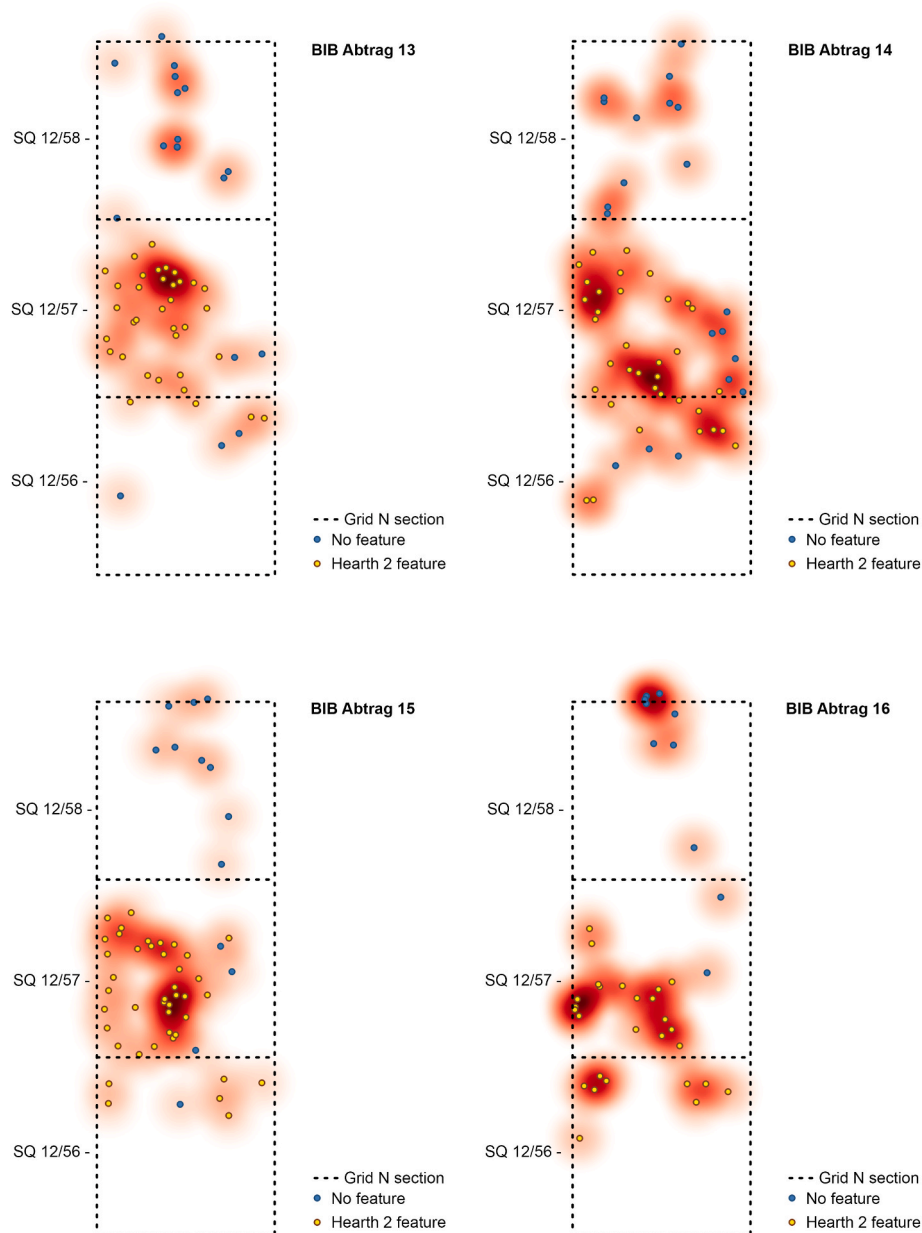 BIB Abtrag 13
SQ 12/58 -
SQ 12/57 -
SQ 12/56 -
Grid N section
No feature
Hearth 2 feature
BIB Abtrag 14
SQ 12/58 -
SQ 12/57 -
SQ 12/56 -
Grid N section
No feature
Hearth 2 feature
BIB Abtrag 15
SQ 12/58 -
SQ 12/57 -
SQ 12/56 -
Grid N section
No feature
Hearth 2 feature
BIB Abtrag 16
SQ 12/58 -
SQ 12/57 -
SQ 12/56 -
Grid N section
No feature
Hearth 2 feature